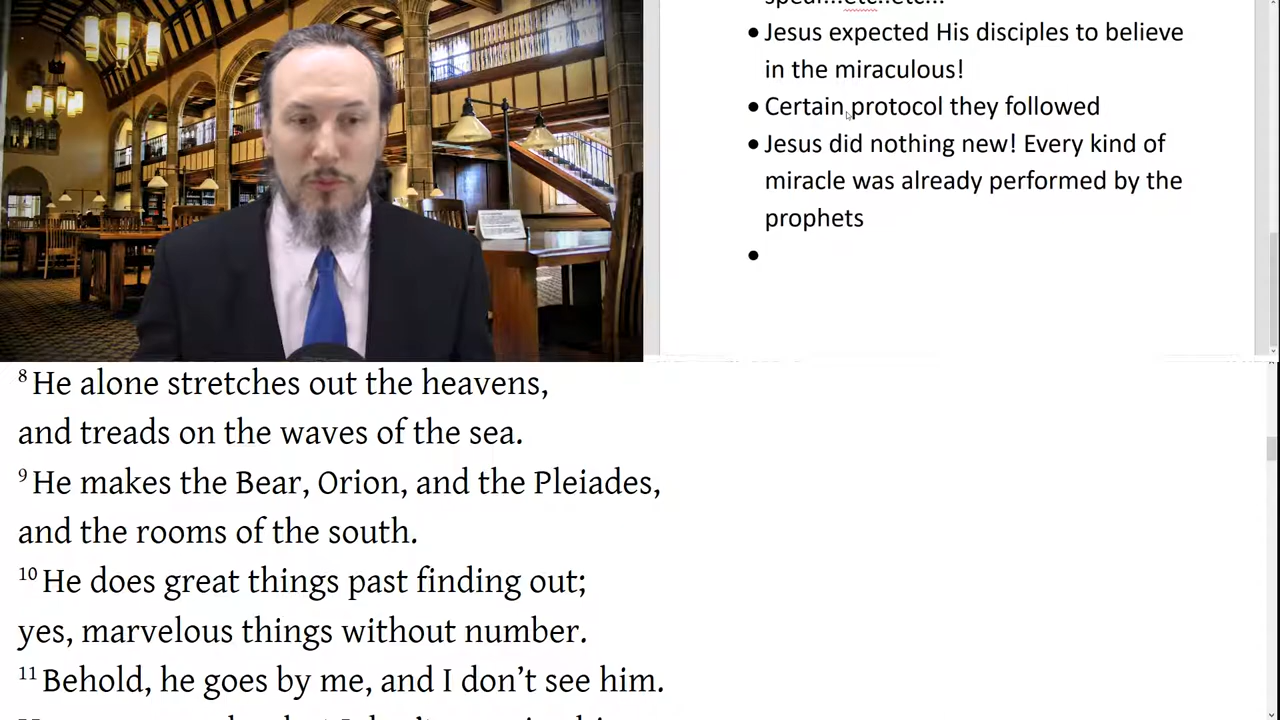 spear...etc..etc...
• Jesus expected His disciples to believe
in the miraculous!
• Certain protocol they followed
• Jesus did nothing new! Every kind of
miracle was already performed by the
prophets
•
8 He alone stretches out the heavens,
and treads on the waves of the sea.
9 He makes the Bear, Orion, and the Pleiades,
and the rooms of the south.
10 He does great things past finding out;
yes, marvelous things without number.
11 Behold, he goes by me, and I don’t see him.